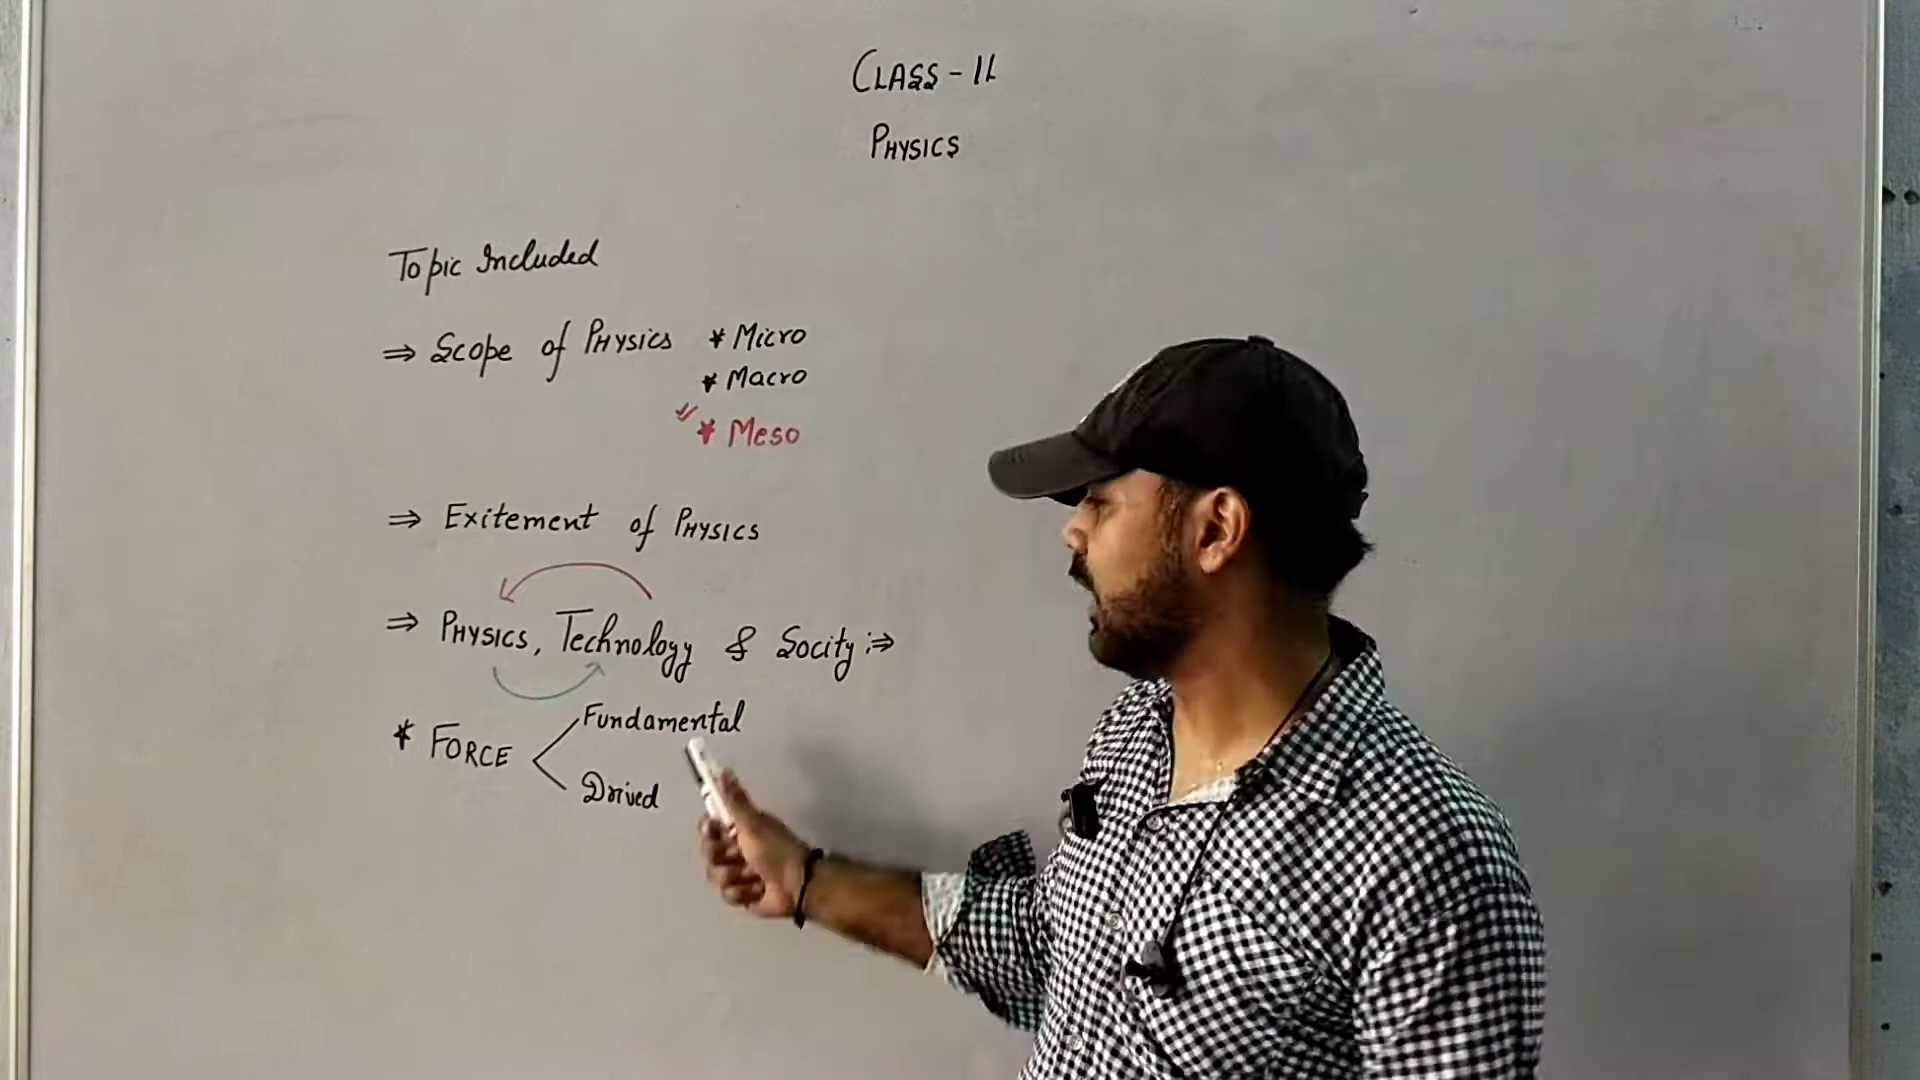 CLASS - 11
PHYSICS
Topic Included
⇒ Scope of PHYSICS * Micro
* Macro
* Meso
⇒ Exitement of PHYSICS
⇒ PHYSICS, Technology & Socity :⇒
* FORCE Fundamental
Drived